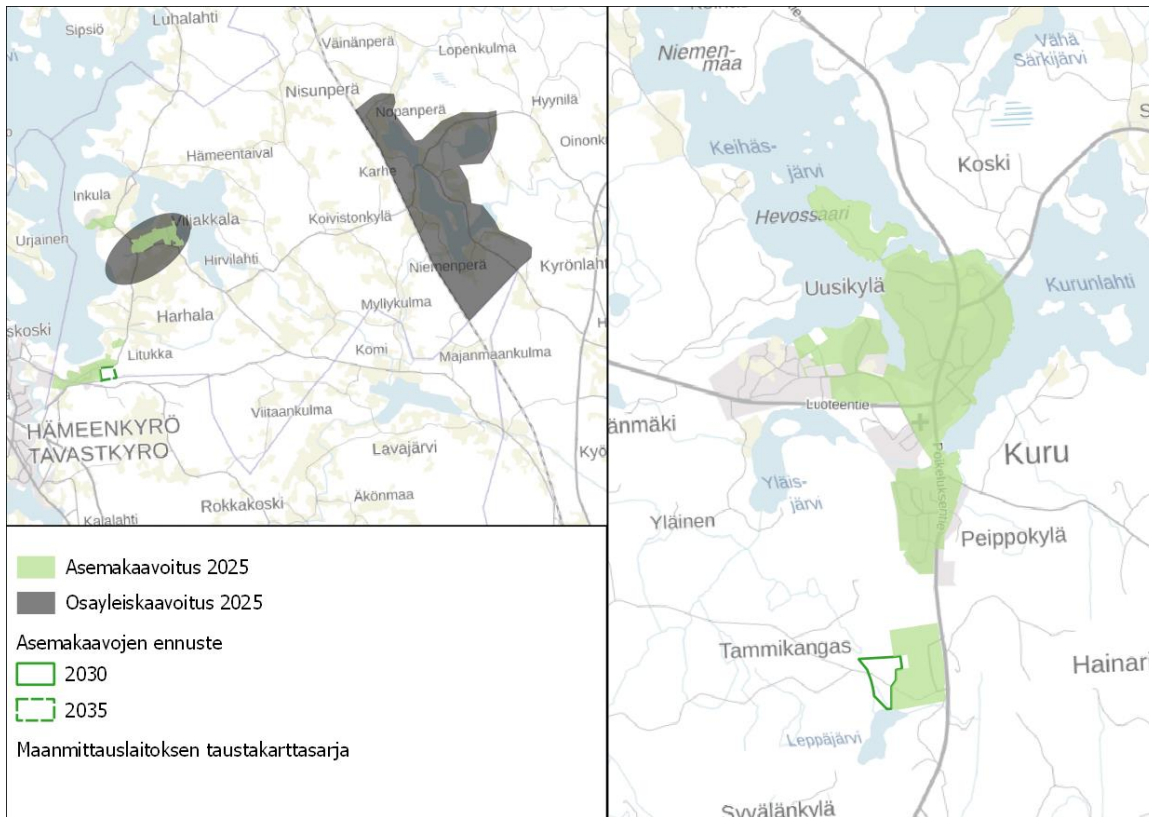 Luhalahti
Sipsiö
Väinänperä
Lopenkulma
Nisunperä
Nopanperä
Hyynilä
Hämeentaival
Karhe
Inkula
Viljakkala
Koivistonkylä
Urjainen
Hirvilahti
Niemenperä
Kyrönlaht
Myllykulma
Harhala
skoski
Litukka
Komi
Majanmaankulma
HÄMEENKYRÖ
TAVASTKYRO
Viitaankulma
Lavajärvi
Kyö
Rokkakoski
Äkönmaa
Kalalahti
Asemakaavoitus 2025
Osayleiskaavoitus 2025
Asemakaavojen ennuste
2030
2035
Maanmittauslaitoksen taustakarttasarja
Niemen-
maa
Vähä
Särkijärvi
Keihäs-
järvi
Koski
Hevossaari
Uusikylä
Kurunlahti
Luoteentie
änmäki
Poikeluksentie
Kuru
Yläis-
järvi
Yläinen
Peippokylä
Tammikangas
Hainari
Leppäjärvi
Syvälänkylä